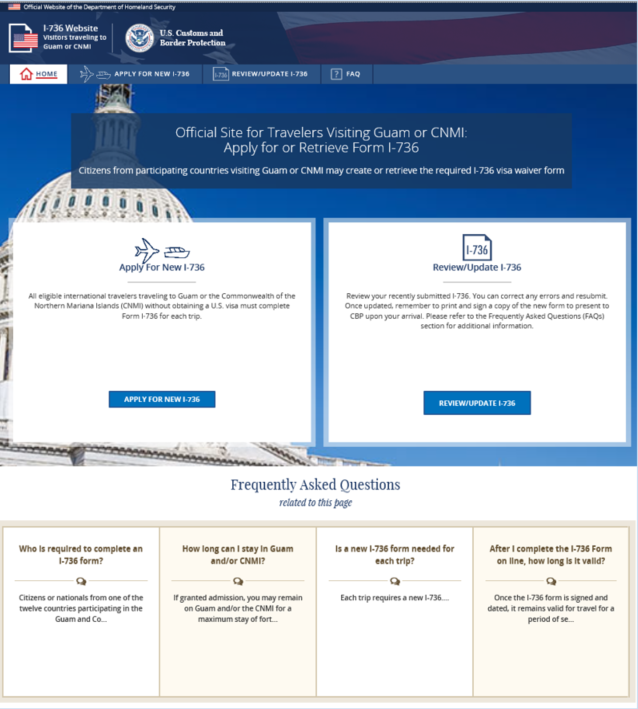 Official Website of the Department of Homeland Security
I-736 Website
Visitors traveling to
Guam or CNMI
U.S. Customs and
Border Protection
HOME
APPLY FOR NEW I-736
I-736
REVIEW/UPDATE I-736
?
FAQ
Official Site for Travelers Visiting Guam or CNMI:
Apply for or Retrieve Form I-736
Citizens from participating countries visiting Guam or CNMI may create or retrieve the required I-736 visa waiver form
Apply For New I-736
All eligible international travelers traveling to Guam or the Commonwealth of the
Northern Mariana Islands (CNMI) without obtaining a U.S. visa must complete
Form I-736 for each trip.
APPLY FOR NEW I-736
I-736
Review/Update I-736
Review your recently submitted I-736. You can correct any errors and resubmit.
Once updated, remember to print and sign a copy of the new form to present to
CBP upon your arrival. Please refer to the Frequently Asked Questions (FAQs)
section for additional information.
REVIEW/UPDATE I-736
Frequently Asked Questions
related to this page
Who is required to complete an
I-736 form?
Citizens or nationals from one of the
twelve countries participating in the
Guam and Co...
How long can I stay in Guam
and/or CNMI?
If granted admission, you may remain
on Guam and/or the CNMI for a
maximum stay of fort...
Is a new I-736 form needed for
each trip?
Each trip requires a new I-736....
After I complete the I-736 Form
on line, how long is it valid?
Once the I-736 form is signed and
dated, it remains valid for travel for a
period of se...